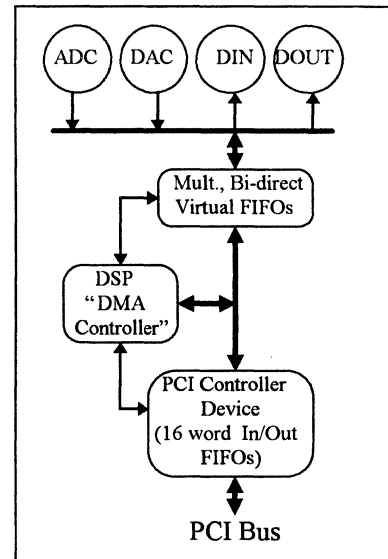 ADC DAC DIN DOUT
Mult., Bi-direct
Virtual FIFOs
DSP
“DMA
Controller”
PCI Controller
Device
(16 word In/Out
FIFOs)
PCI Bus